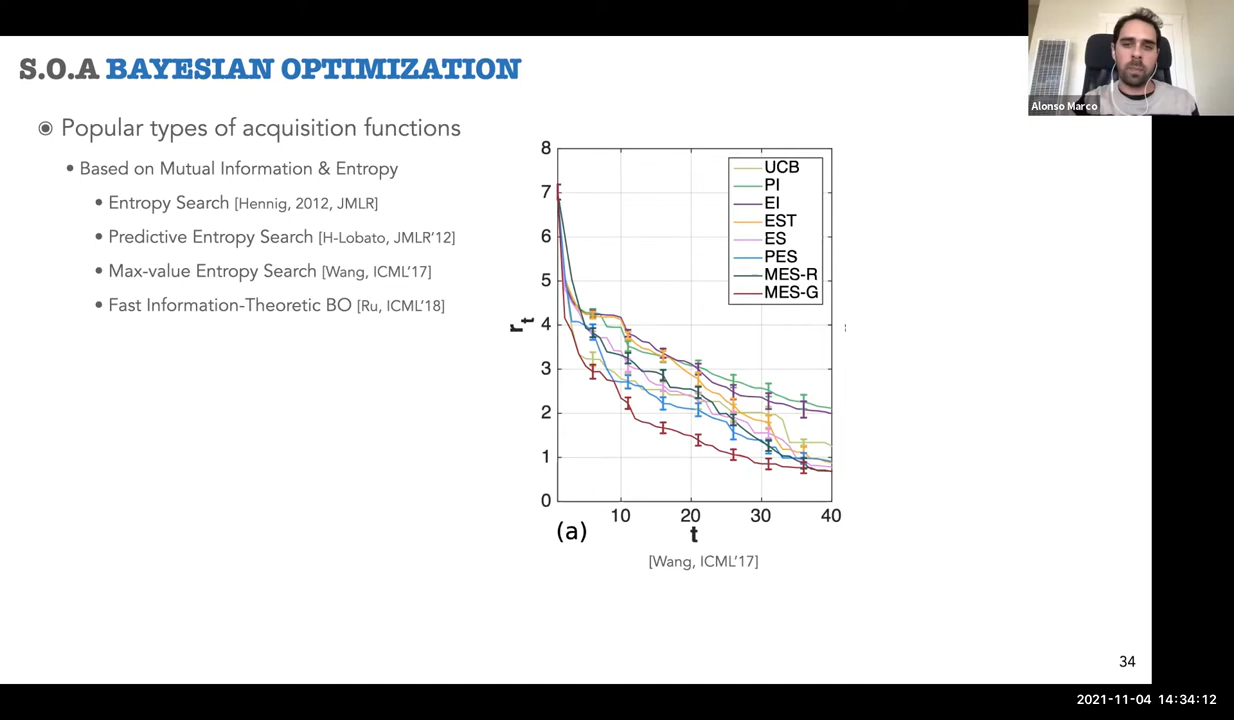 S.O.A BAYESIAN OPTIMIZATION
Alonso Marco
Popular types of acquisition functions
• Based on Mutual Information & Entropy
• Entropy Search [Hennig, 2012, JMLR]
• Predictive Entropy Search [H-Lobato, JMLR'12]
• Max-value Entropy Search [Wang, ICML'17]
• Fast Information-Theoretic BO [Ru, ICML'18]
8
7
6
5
4
3
2
1
0
r_t
UCB
PI
EI
EST
ES
PES
MES-R
MES-G
10 20 30 40
(a) t
[Wang, ICML'17]
34
2021-11-04 14:34:12